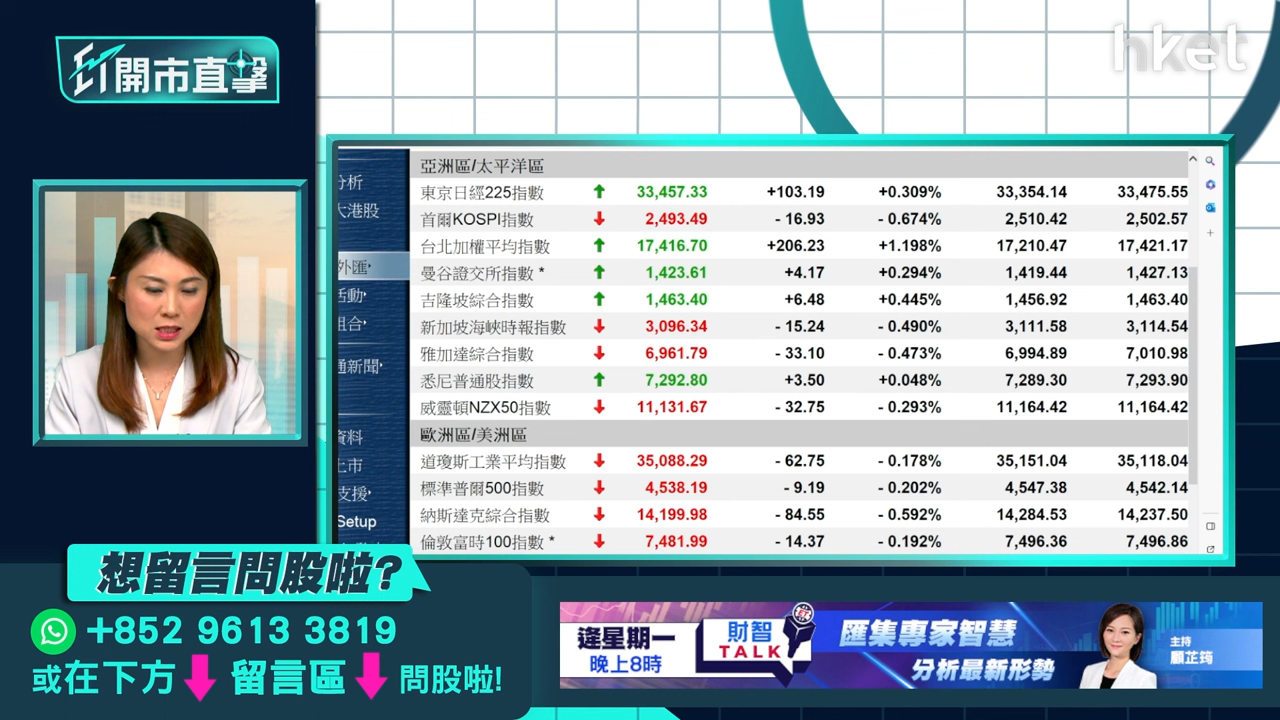 開市直擊
hket
分析
大港股
外匯
活動
組合
通新聞
資料
上市
支援
Setup
亞洲區/太平洋區
東京日經225指數 33,457.33 +103.19 +0.309% 33,354.14 33,475.55
首爾KOSPI指數 2,493.49 - 16.93 - 0.674% 2,510.42 2,502.57
台北加權平均指數 17,416.70 +206.23 +1.198% 17,210.47 17,421.17
曼谷證交所指數 * 1,423.61 +4.17 +0.294% 1,419.44 1,427.13
吉隆坡綜合指數 1,463.40 +6.48 +0.445% 1,456.92 1,463.40
新加坡海峽時報指數 3,096.34 - 15.24 - 0.490% 3,111.58 3,114.54
雅加達綜合指數 6,961.79 - 33.10 - 0.473% 6,994.89 7,010.98
悉尼普通股指數 7,292.80 +3.50 +0.048% 7,289.30 7,293.90
威靈頓NZX50指數 11,131.67 - 32.75 - 0.293% 11,164.42 11,164.42
歐洲區/美洲區
道瓊斯工業平均指數 35,088.29 - 62.75 - 0.178% 35,151.04 35,118.04
標準普爾500指數 4,538.19 - 9.19 - 0.202% 4,547.38 4,542.14
納斯達克綜合指數 14,199.98 - 84.55 - 0.592% 14,284.53 14,237.50
倫敦富時100指數 * 7,481.99 - 14.37 - 0.192% 7,496.36 7,496.86
想留言問股啦?
+852 9613 3819
或在下方 留言區 問股啦!
逢星期一
晚上8時
財智
TALK
匯集專家智慧
分析最新形勢
主持
顧芷筠